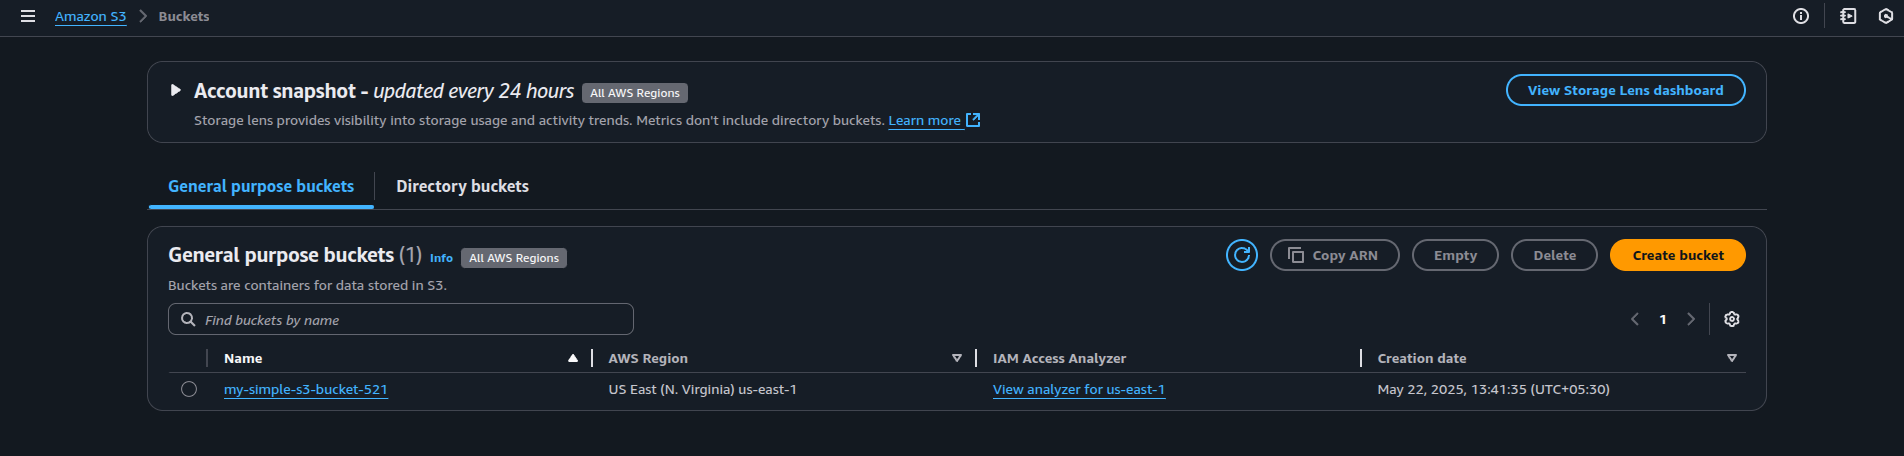 Amazon S3 > Buckets
Account snapshot - updated every 24 hours All AWS Regions
View Storage Lens dashboard
Storage lens provides visibility into storage usage and activity trends. Metrics don't include directory buckets. Learn more
General purpose buckets Directory buckets
General purpose buckets (1) Info All AWS Regions
Copy ARN Empty Delete Create bucket
Buckets are containers for data stored in S3.
Find buckets by name
1
Name AWS Region IAM Access Analyzer Creation date
my-simple-s3-bucket-521 US East (N. Virginia) us-east-1 View analyzer for us-east-1 May 22, 2025, 13:41:35 (UTC+05:30)